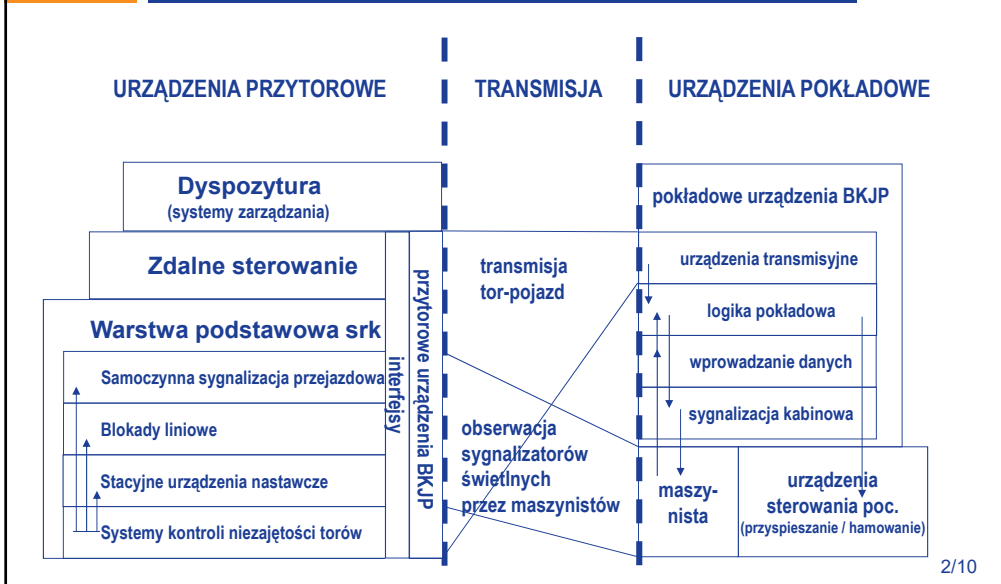 URZĄDZENIA PRZYTOROWE
TRANSMISJA
URZĄDZENIA POKŁADOWE
Dyspozytura
(systemy zarządzania)
Zdalne sterowanie
Warstwa podstawowa srk
Samoczynna sygnalizacja przejazdowa
Blokady liniowe
Stacyjne urządzenia nastawcze
Systemy kontroli niezajętości torów
interfejsy
przytorowe urządzenia BKJP
transmisja
tor-pojazd
obserwacja
sygnalizatorów
świetlnych
przez maszynistów
pokładowe urządzenia BKJP
urządzenia transmisyjne
logika pokładowa
wprowadzanie danych
sygnalizacja kabinowa
maszy-
nista
urządzenia
sterowania poc.
(przyspieszanie / hamowanie)
2/10